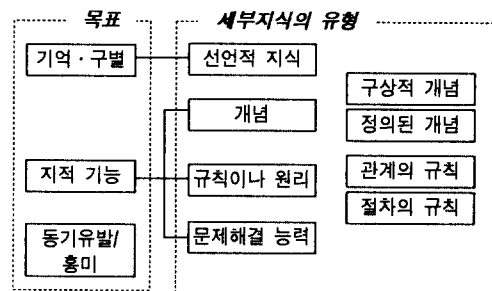 목표
세부지식의 유형
기억 · 구별
선언적 지식
구상적 개념
개념
정의된 개념
지적 기능
규칙이나 원리
관계의 규칙
절차의 규칙
동기유발/
흥미
문제해결 능력